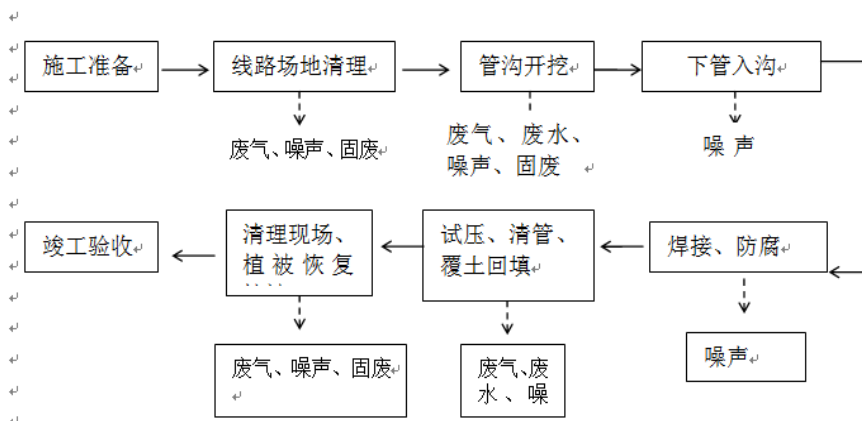 施工准备
线路场地清理
管沟开挖
下管入沟
废气、噪声、固废
废气、废水、
噪声、固废
噪声
竣工验收
清理现场、
植被恢复
试压、清管、
覆土回填
焊接、防腐
废气、噪声、固废
废气、废
水、噪
噪声